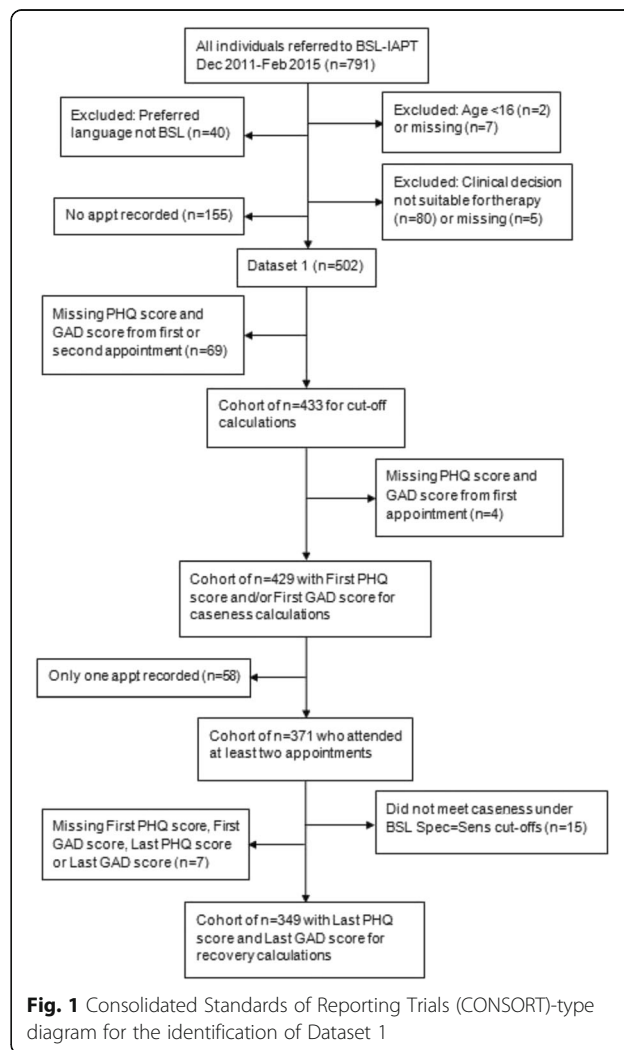 All individuals referred to BSL-IAPT
Dec 2011-Feb 2015 (n=791)
Excluded: Preferred
language not BSL (n=40)
Excluded: Age <16 (n=2)
or missing (n=7)
No appt recorded (n=155)
Excluded: Clinical decision
not suitable for therapy
(n=80) or missing (n=5)
Dataset 1 (n=502)
Missing PHQ score and
GAD score from first or
second appointment (n=69)
Cohort of n=433 for cut-off
calculations
Missing PHQ score and
GAD score from first
appointment (n=4)
Cohort of n=429 with First PHQ
score and/or First GAD score for
caseness calculations
Only one appt recorded (n=58)
Cohort of n=371 who attended
at least two appointments
Missing First PHQ score, First
GAD score, Last PHQ score
or Last GAD score (n=7)
Did not meet caseness under
BSL Spec=Sens cut-offs (n=15)
Cohort of n=349 with Last PHQ
score and Last GAD score for
recovery calculations
Fig. 1 Consolidated Standards of Reporting Trials (CONSORT)-type
diagram for the identification of Dataset 1